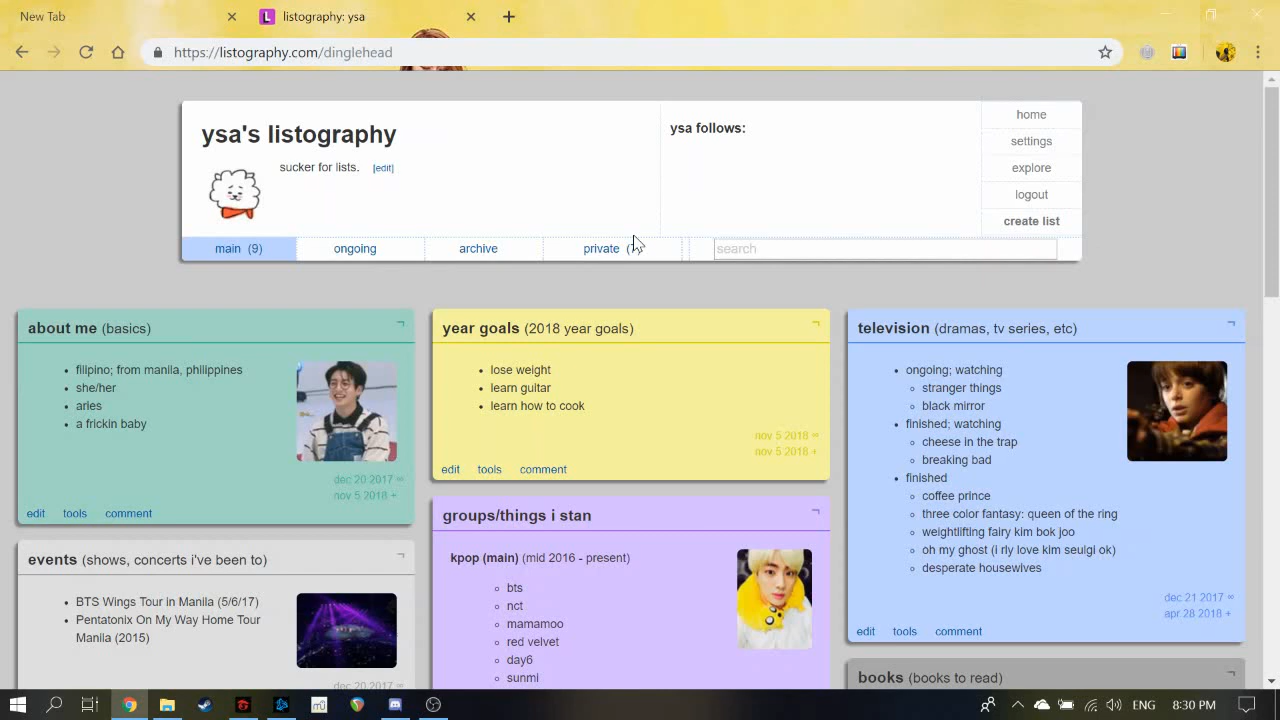 New Tab
listography: ysa
https://listography.com/dinglehead
ysa's listography
sucker for lists. [edit]
ysa follows:
home
settings
explore
logout
create list
main (9)
ongoing
archive
private
search
about me (basics)
filipino; from manila, philippines
she/her
aries
a frickin baby
dec 20 2017 ∞
nov 5 2018 +
edit tools comment
events (shows, concerts i've been to)
BTS Wings Tour in Manila (5/6/17)
Pentatonix On My Way Home Tour
Manila (2015)
dec 20 2017 ∞
year goals (2018 year goals)
lose weight
learn guitar
learn how to cook
nov 5 2018 ∞
nov 5 2018 +
edit tools comment
groups/things i stan
kpop (main) (mid 2016 - present)
bts
nct
mamamoo
red velvet
day6
sunmi
television (dramas, tv series, etc)
ongoing; watching
stranger things
black mirror
finished; watching
cheese in the trap
breaking bad
finished
coffee prince
three color fantasy: queen of the ring
weightlifting fairy kim bok joo
oh my ghost (i rly love kim seulgi ok)
desperate housewives
dec 21 2017 ∞
apr 28 2018 +
edit tools comment
books (books to read)
ENG 8:30 PM